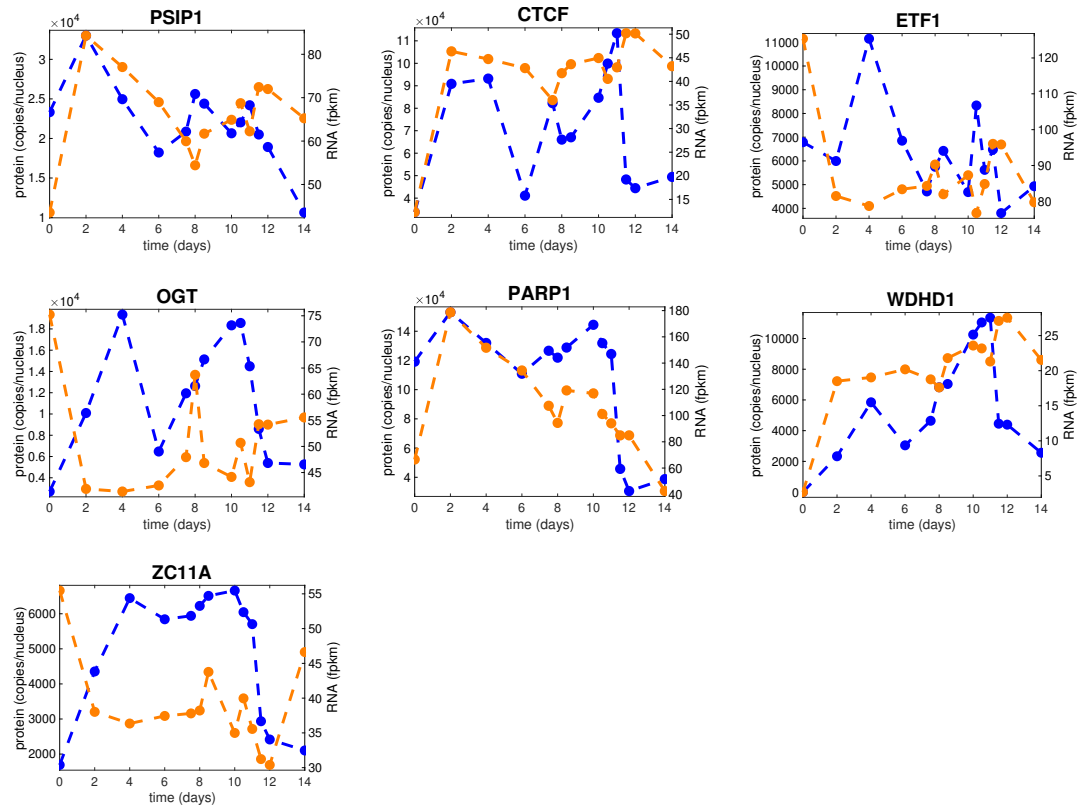 PSIP1
×10^4
protein (copies/nucleus)
3
2.5
2
1.5
1
80
70
60
50
RNA (fpkm)
0 2 4 6 8 10 12 14
time (days)
CTCF
×10^4
protein (copies/nucleus)
11
10
9
8
7
6
5
4
50
45
40
35
30
25
20
15
RNA (fpkm)
0 2 4 6 8 10 12 14
time (days)
ETF1
protein (copies/nucleus)
11000
10000
9000
8000
7000
6000
5000
4000
120
110
100
90
80
RNA (fpkm)
0 2 4 6 8 10 12 14
time (days)
OGT
×10^4
protein (copies/nucleus)
1.8
1.6
1.4
1.2
1
0.8
0.6
0.4
75
70
65
60
55
50
45
RNA (fpkm)
0 2 4 6 8 10 12 14
time (days)
PARP1
×10^4
protein (copies/nucleus)
14
12
10
8
6
4
180
160
140
120
100
80
60
40
RNA (fpkm)
0 2 4 6 8 10 12 14
time (days)
WDHD1
protein (copies/nucleus)
10000
8000
6000
4000
2000
0
25
20
15
10
5
RNA (fpkm)
0 2 4 6 8 10 12 14
time (days)
ZC11A
protein (copies/nucleus)
6000
5000
4000
3000
2000
55
50
45
40
35
30
RNA (fpkm)
0 2 4 6 8 10 12 14
time (days)